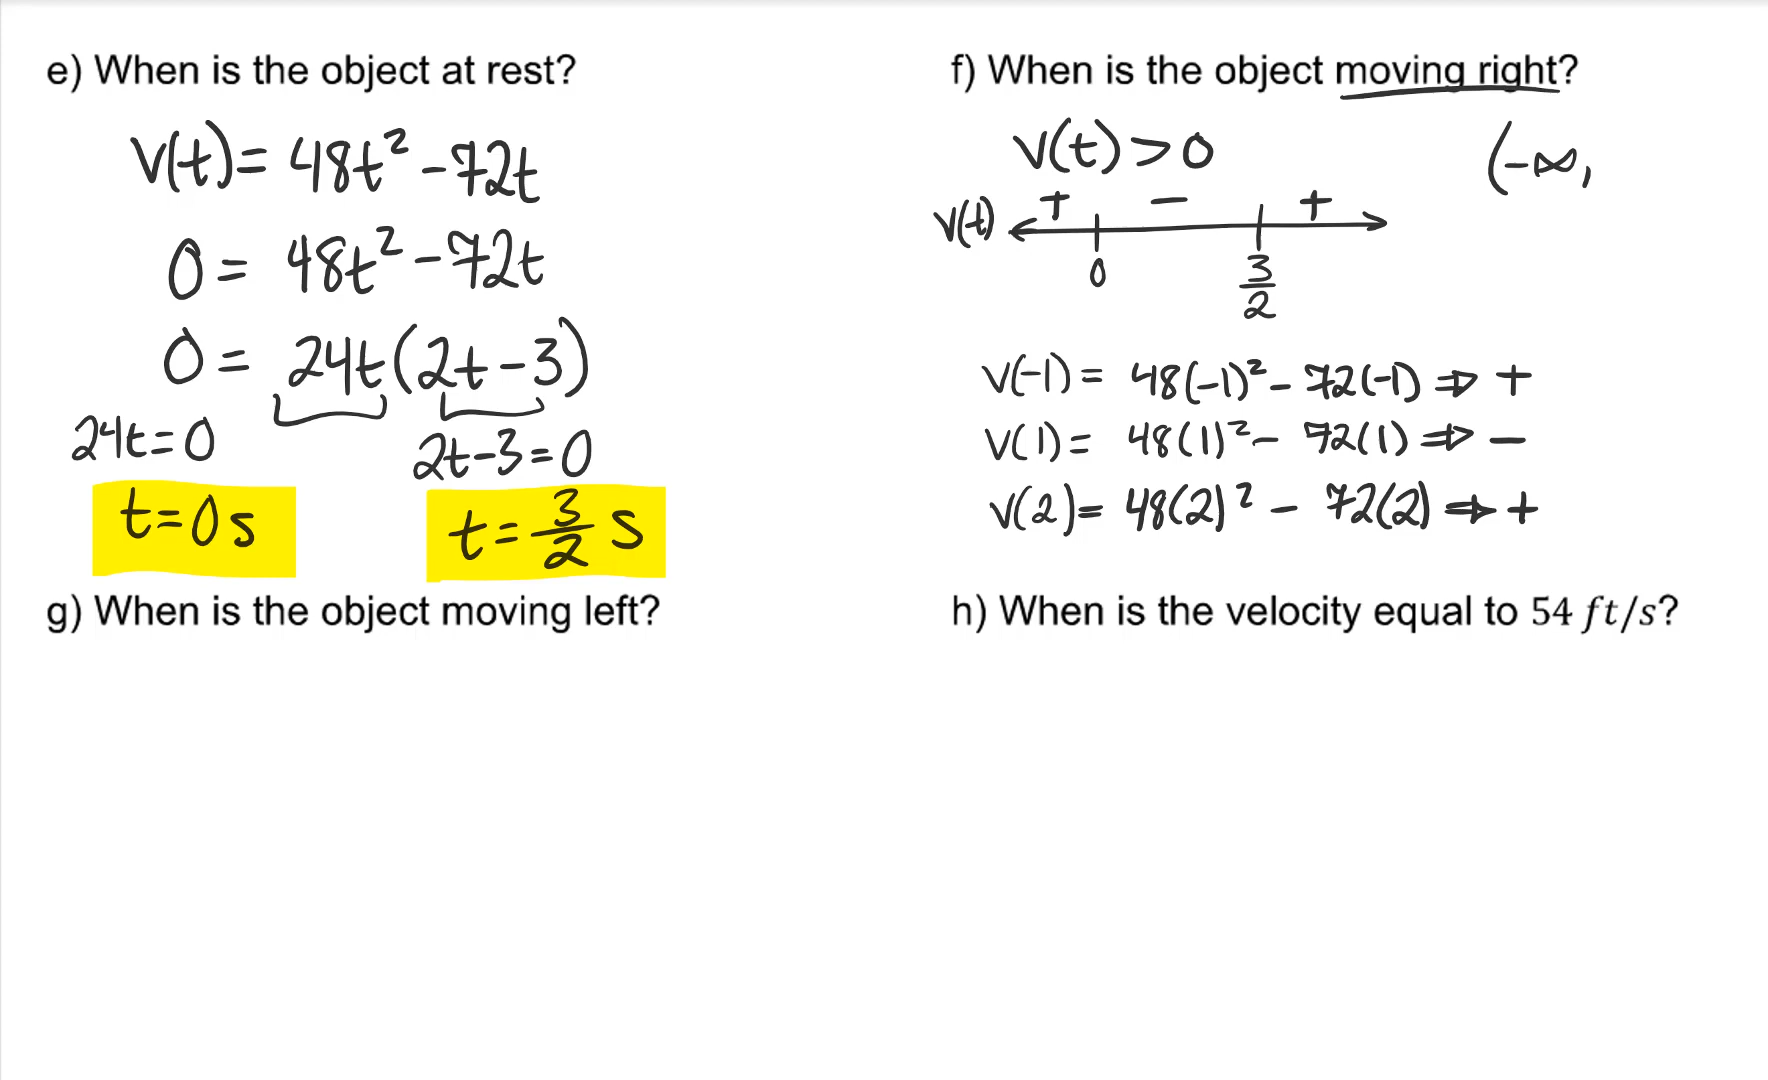 e) When is the object at rest?
v(t)= 48t² -72t
0 = 48t² -72t
0 = 24t(2t-3)
24t=0
2t-3=0
t=0s
t= 3/2 s
f) When is the object moving right?
v(t)>0
(-∞,
+ - +
v(t)
0
3/2
v(-1)= 48(-1)² - 72(-1) ⇒ +
v(1)= 48(1)² - 72(1) ⇒ -
v(2)= 48(2)² - 72(2) ⇒ +
g) When is the object moving left?
h) When is the velocity equal to 54 ft/s?